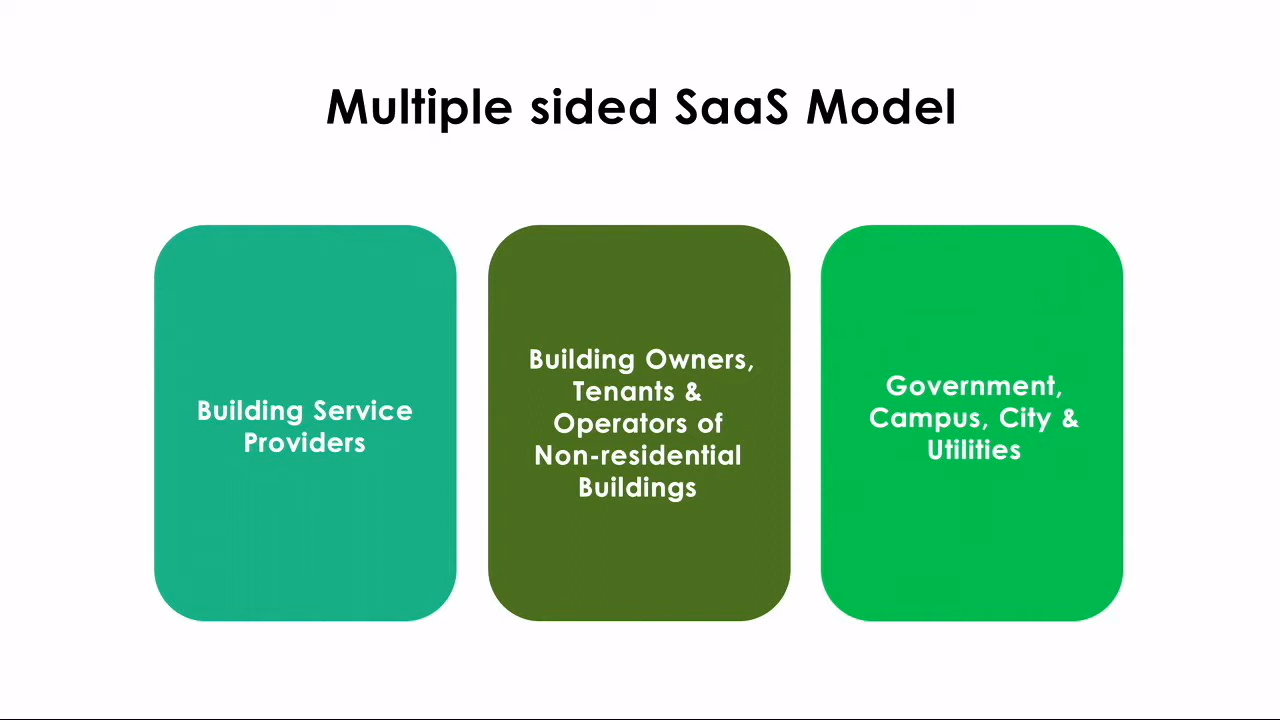 Multiple sided SaaS Model
Building Service
Providers
Building Owners,
Tenants &
Operators of
Non-residential
Buildings
Government,
Campus, City &
Utilities